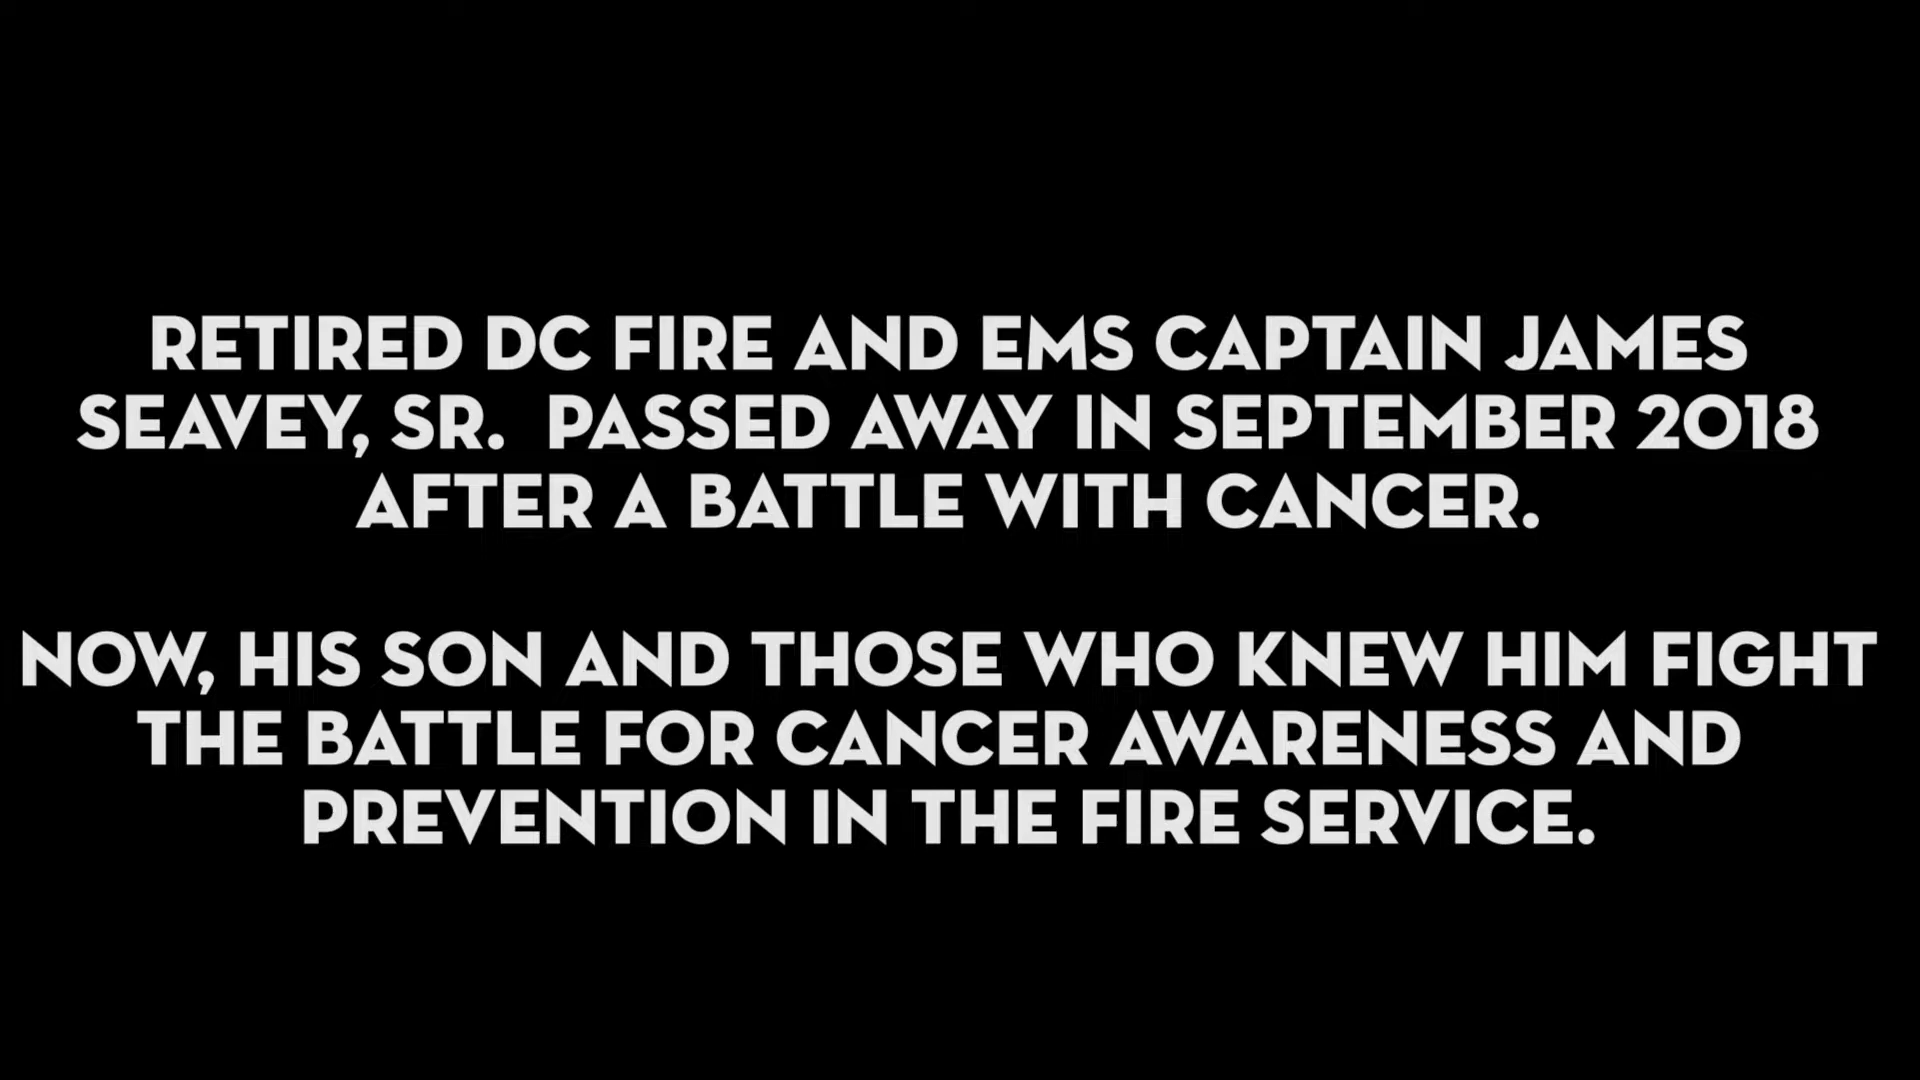 RETIRED DC FIRE AND EMS CAPTAIN JAMES
SEAVEY, SR.  PASSED AWAY IN SEPTEMBER 2018
AFTER A BATTLE WITH CANCER.
NOW, HIS SON AND THOSE WHO KNEW HIM FIGHT
THE BATTLE FOR CANCER AWARENESS AND
PREVENTION IN THE FIRE SERVICE.